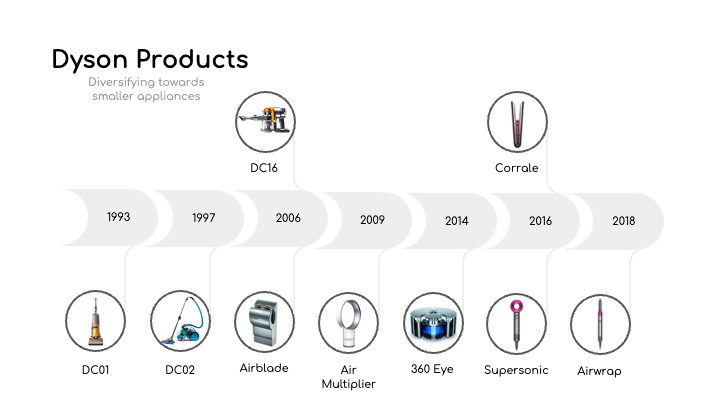 Dyson Products
Diversifying towards
smaller appliances
DC16
Corrale
1993
1997
2006
2009
2014
2016
2018
DC01
DC02
Airblade
Air
Multiplier
360 Eye
Supersonic
Airwrap